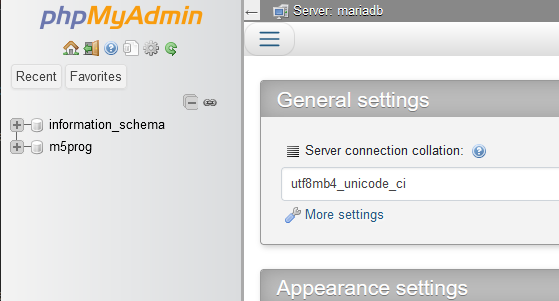 phpMyAdmin
Recent
Favorites
information_schema
m5prog
Server: mariadb
General settings
Server connection collation:
utf8mb4_unicode_ci
More settings
Appearance settings